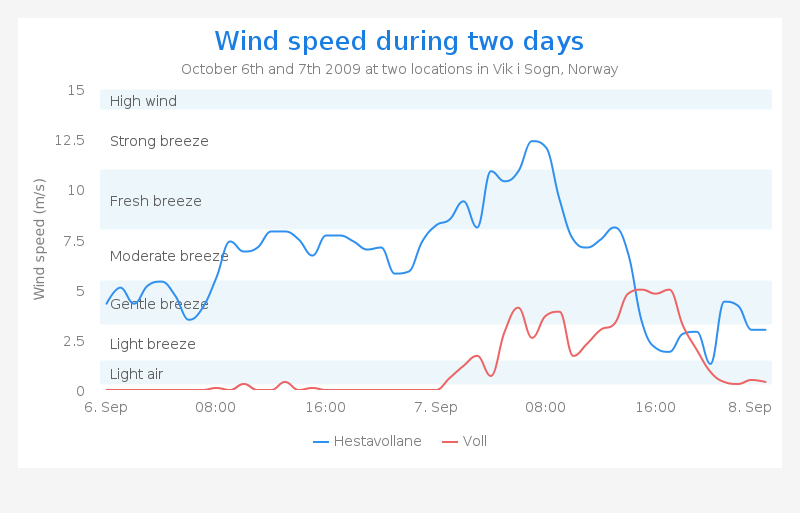 Wind speed during two days
October 6th and 7th 2009 at two locations in Vik i Sogn, Norway
Wind speed (m/s)
15
High wind
12.5
Strong breeze
10
Fresh breeze
7.5
Moderate breeze
5
Gentle breeze
2.5
Light breeze
Light air
0
6. Sep 08:00 16:00 7. Sep 08:00 16:00 8. Sep
Hestavollane Voll